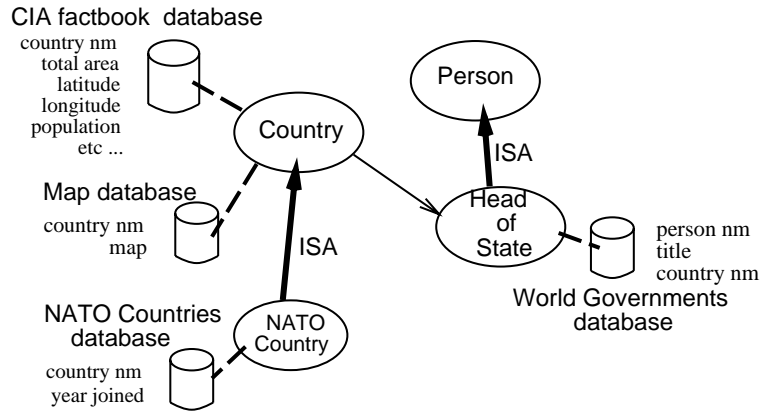 CIA factbook database
country nm
total area
latitude
longitude
population
etc ...
Country
Person
ISA
Map database
country nm
map
ISA
Head
of
State
person nm
title
country nm
World Governments
database
NATO Countries
database
country nm
year joined
NATO
Country